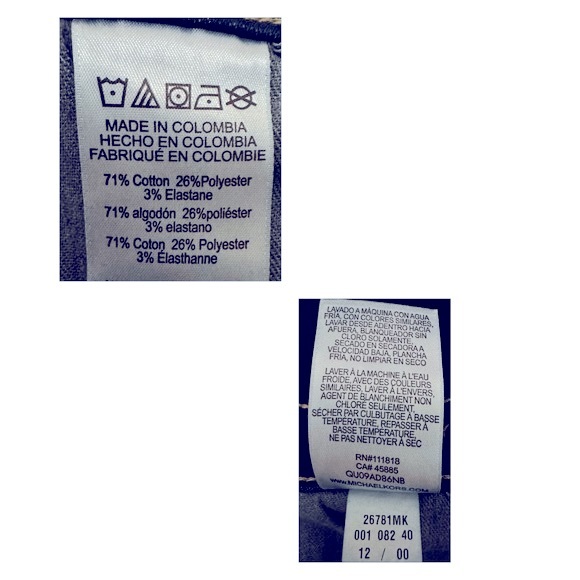 MADE IN COLOMBIA
HECHO EN COLOMBIA
FABRIQUÉ EN COLOMBIE
71% Cotton 26%Polyester
3% Elastane
71% algodón 26%poliéster
3% elastano
71% Coton 26% Polyester
3% Élasthanne
LAVADO A MÁQUINA CON AGUA
FRÍA, CON COLORES SIMILARES,
LAVAR DESDE ADENTRO HACIA
AFUERA, BLANQUEADOR SIN
CLORO SOLAMENTE,
SECADO EN SECADORA A
VELOCIDAD BAJA, PLANCHA
FRÍA, NO LIMPIAR EN SECO
LAVER À LA MACHINE À L'EAU
FROIDE, AVEC DES COULEURS
SIMILAIRES, LAVER À L'ENVERS,
AGENT DE BLANCHIMENT NON
CHLORÉ SEULEMENT,
SÉCHER PAR CULBUTAGE À BASSE
TEMPÉRATURE, REPASSER À
BASSE TEMPÉRATURE,
NE PAS NETTOYER À SEC
RN#111818
CA# 45885
QU09AD86NB
WWW.MICHAELKORS.COM
26781MK
001 082 40
12 / 00